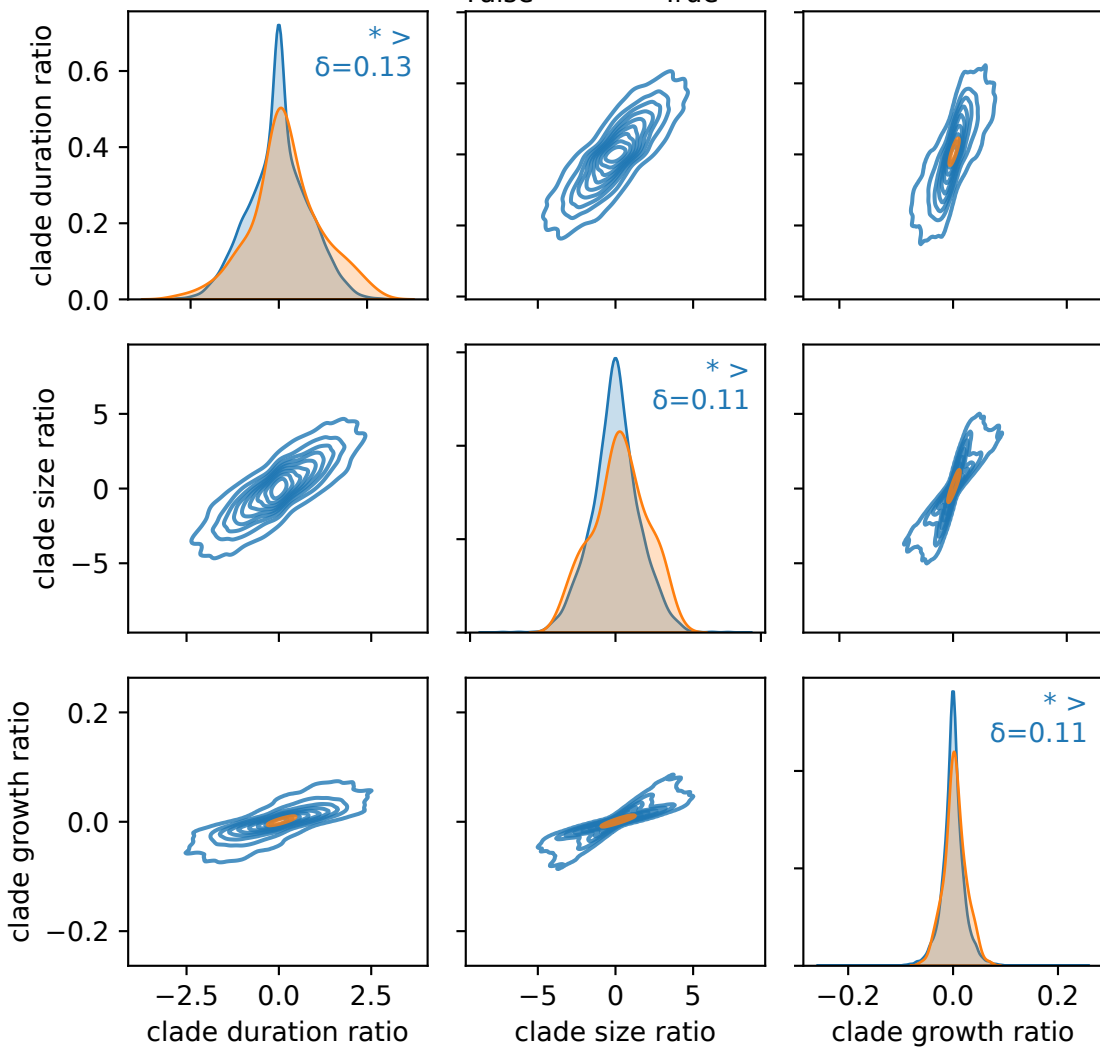 False True
clade duration ratio
0.6
0.4
0.2
0.0
* >
δ=0.13
clade size ratio
5
0
−5
* >
δ=0.11
−5 0 5
−0.2 0.0 0.2
clade growth ratio
0.2
0.0
−0.2
* >
δ=0.11
−2.5 0.0 2.5
clade duration ratio
clade size ratio
clade growth ratio